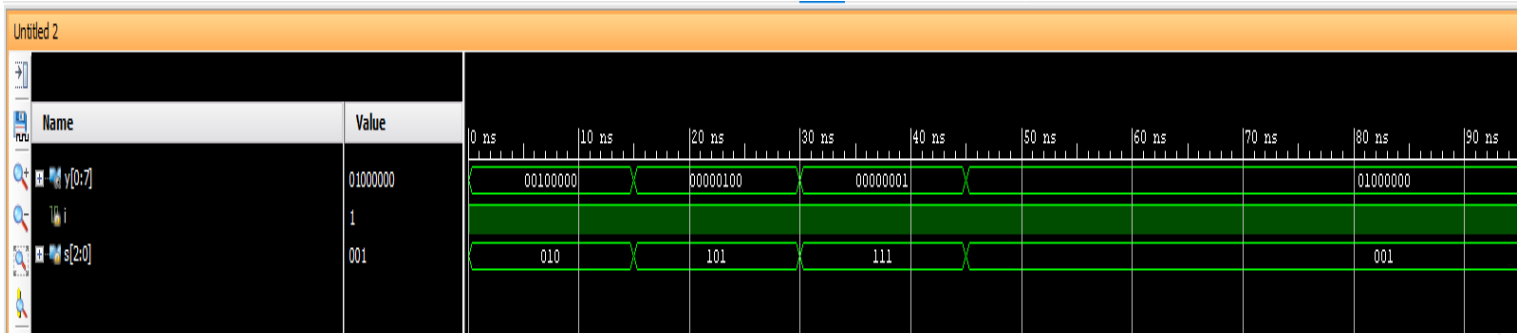 Untitled 2
Name Value
0 ns 10 ns 20 ns 30 ns 40 ns 50 ns 60 ns 70 ns 80 ns 90 ns
y[0:7] 01000000 00100000 00000100 00000001 01000000
i 1
s[2:0] 001 010 101 111 001